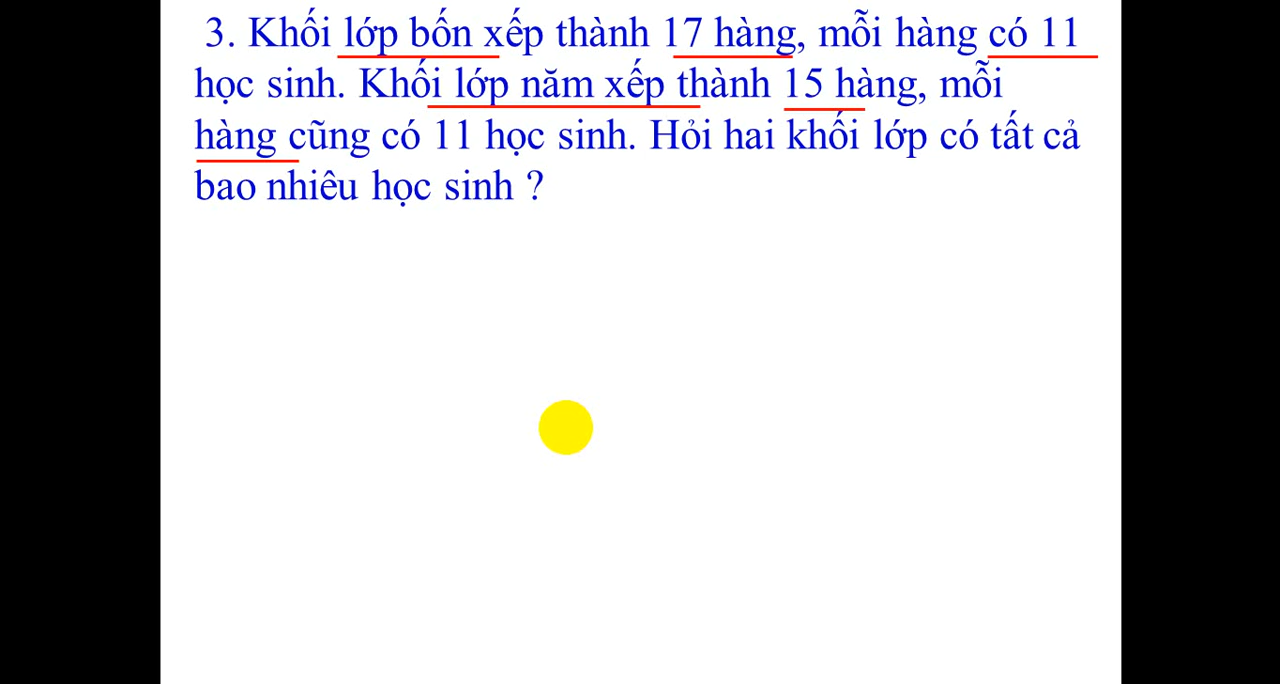 3. Khối lớp bốn xếp thành 17 hàng, mỗi hàng có 11
học sinh. Khối lớp năm xếp thành 15 hàng, mỗi
hàng cũng có 11 học sinh. Hỏi hai khối lớp có tất cả
bao nhiêu học sinh ?